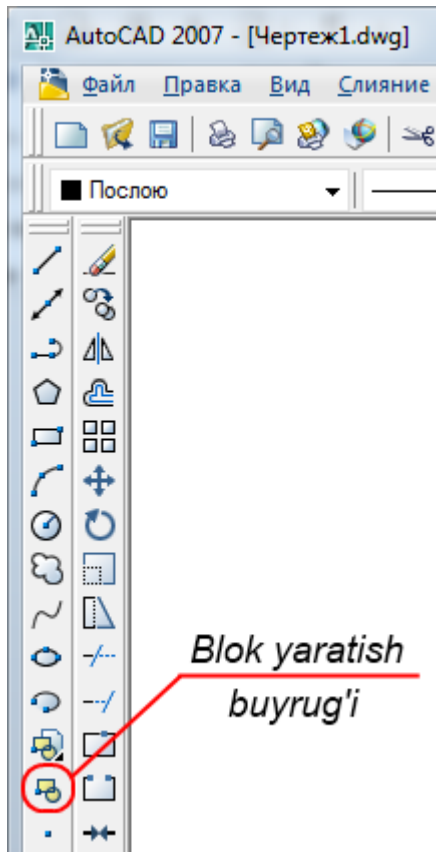 AutoCAD 2007 - [Чертеж1.dwg]
Файл Правка Вид Слияние
Послою
Blok yaratish
buyrug'i